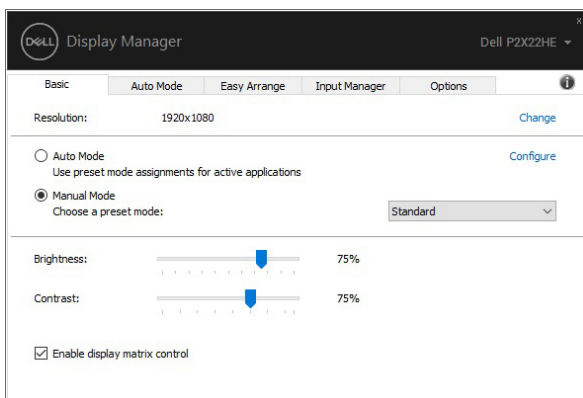 DELL Display Manager Dell P2X22HE
x
Basic Auto Mode Easy Arrange Input Manager Options
Resolution: 1920x1080 Change
Auto Mode Configure
Use preset mode assignments for active applications
Manual Mode
Choose a preset mode: Standard
Brightness: 75%
Contrast: 75%
Enable display matrix control